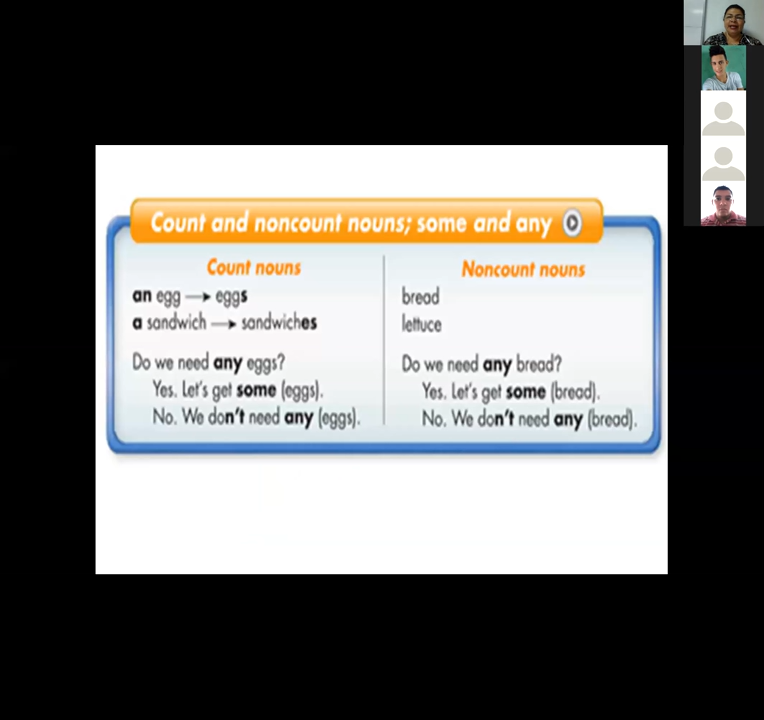 Count and noncount nouns; some and any
Count nouns
an egg → eggs
a sandwich → sandwiches
Do we need any eggs?
Yes. Let's get some (eggs).
No. We don't need any (eggs).
Noncount nouns
bread
lettuce
Do we need any bread?
Yes. Let's get some (bread).
No. We don't need any (bread).